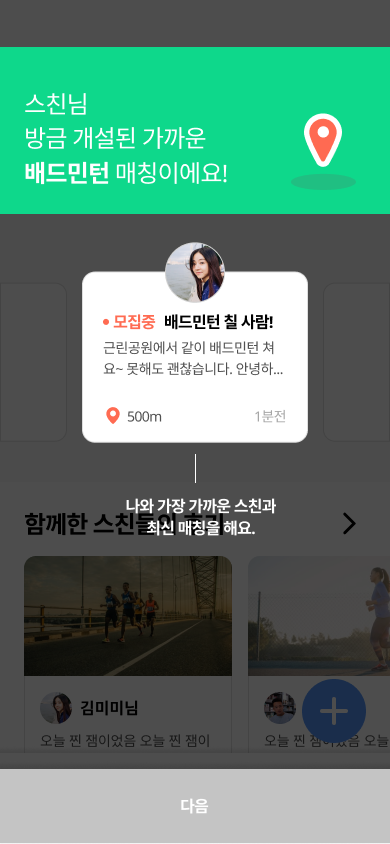 스친님
방금 개설된 가까운
배드민턴 매칭이에요!
모집중 배드민턴 칠 사람!
근린공원에서 같이 배드민턴 쳐
요~ 못해도 괜찮습니다. 안녕하...
500m
1분전
나와 가장 가까운 스친과
최신 매칭을 해요.
함께한 스친들의 후기
김미미님
오늘 찐 잼이었음 오늘 찐 잼이
오늘 찐 잼이었음 오늘
다음